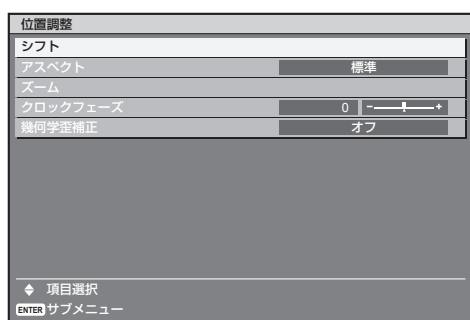 位置調整
シフト
アスペクト 標準
ズーム
クロックフェーズ 0 - +
幾何学歪補正 オフ
項目選択
ENTER サブメニュー